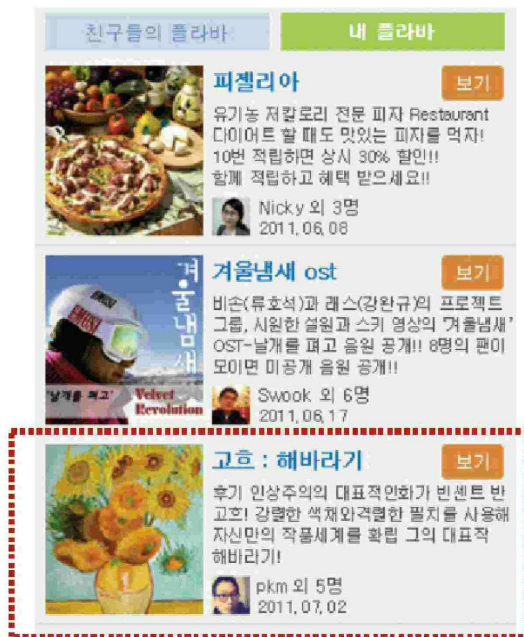 친구들의 플라바
내 플라바
피젤리아
보기
유기농 저칼로리 전문 피자 Restaurant
다이어트 할 때도 맛있는 피자를 먹자!
10번 적립하면 상시 30% 할인!!
함께 적립하고 혜택 받으세요!!
Nicky 외 3명
2011, 06, 08
겨울냄새
'날개를 펴고'
Velvet
Revolution
겨울냄새 ost
보기
비손(류호석)과 래스(강완규)의 프로젝트
그룹, 시원한 설원과 스키 영상의 '겨울냄새'
OST-날개를 펴고 음원 공개!! 8명의 팬이
모이면 미공개 음원 공개!!
Swook 외 6명
2011, 06, 17
고흐 : 해바라기
보기
후기 인상주의의 대표적인화가 빈센트 반
고흐! 강렬한 색채와격렬한 필치를 사용해
자신만의 작품세계를 확립 그의 대표작
해바라기!
pkm 외 5명
2011, 07, 02